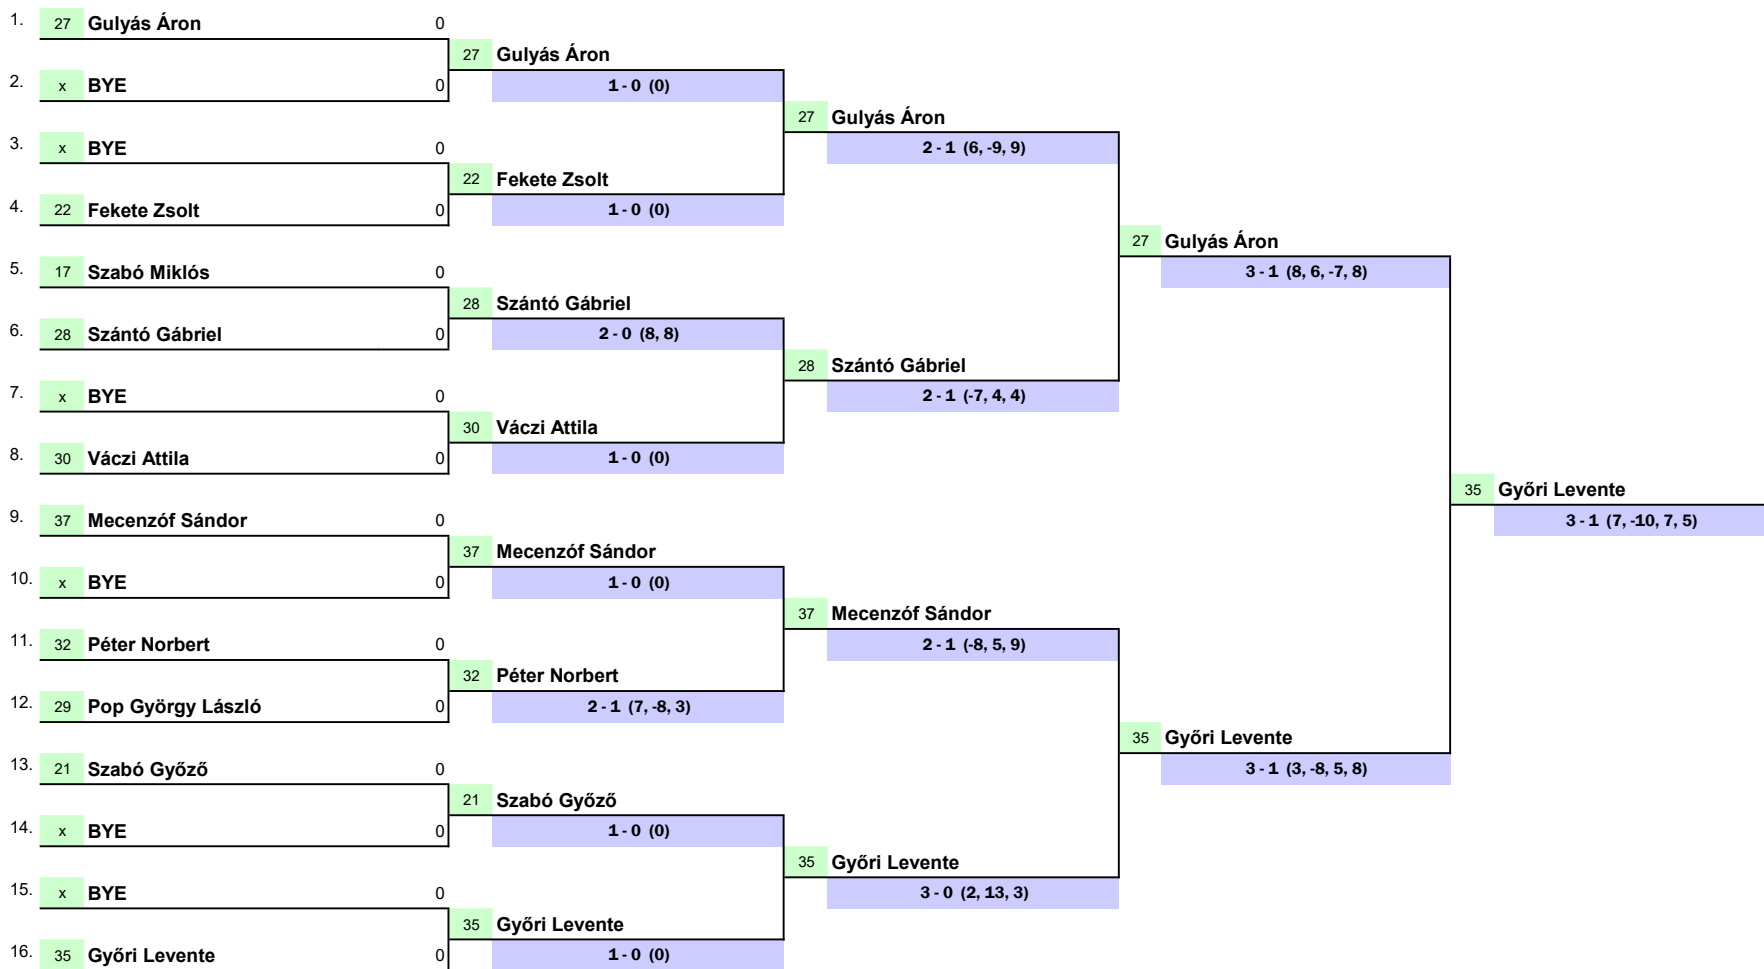 1. 27 Gulyás Áron 0
27 Gulyás Áron
2. x BYE 0
1 - 0 (0)
27 Gulyás Áron
3. x BYE 0
2 - 1 (6, -9, 9)
22 Fekete Zsolt
4. 22 Fekete Zsolt 0
1 - 0 (0)
27 Gulyás Áron
5. 17 Szabó Miklós 0
3 - 1 (8, 6, -7, 8)
28 Szántó Gábriel
6. 28 Szántó Gábriel 0
2 - 0 (8, 8)
28 Szántó Gábriel
7. x BYE 0
2 - 1 (-7, 4, 4)
30 Váczi Attila
8. 30 Váczi Attila 0
1 - 0 (0)
35 Győri Levente
9. 37 Mecenzóf Sándor 0
3 - 1 (7, -10, 7, 5)
37 Mecenzóf Sándor
10. x BYE 0
1 - 0 (0)
37 Mecenzóf Sándor
11. 32 Péter Norbert 0
2 - 1 (-8, 5, 9)
32 Péter Norbert
12. 29 Pop György László 0
2 - 1 (7, -8, 3)
35 Győri Levente
13. 21 Szabó Győző 0
3 - 1 (3, -8, 5, 8)
21 Szabó Győző
14. x BYE 0
1 - 0 (0)
35 Győri Levente
15. x BYE 0
3 - 0 (2, 13, 3)
35 Győri Levente
16. 35 Győri Levente 0
1 - 0 (0)